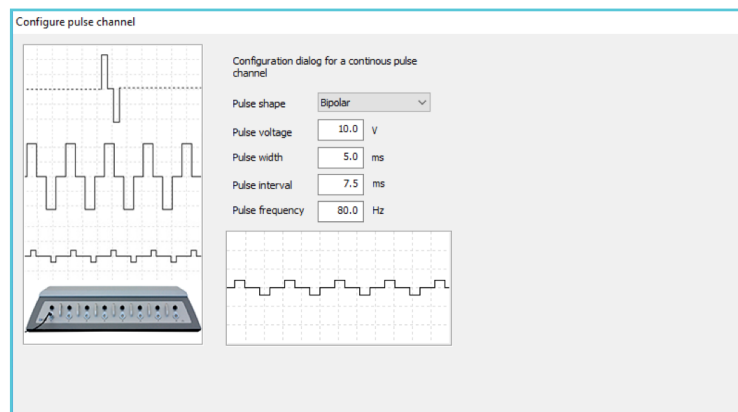 Configure pulse channel
Configuration dialog for a continous pulse
channel
Pulse shape Bipolar
Pulse voltage 10.0 V
Pulse width 5.0 ms
Pulse interval 7.5 ms
Pulse frequency 80.0 Hz